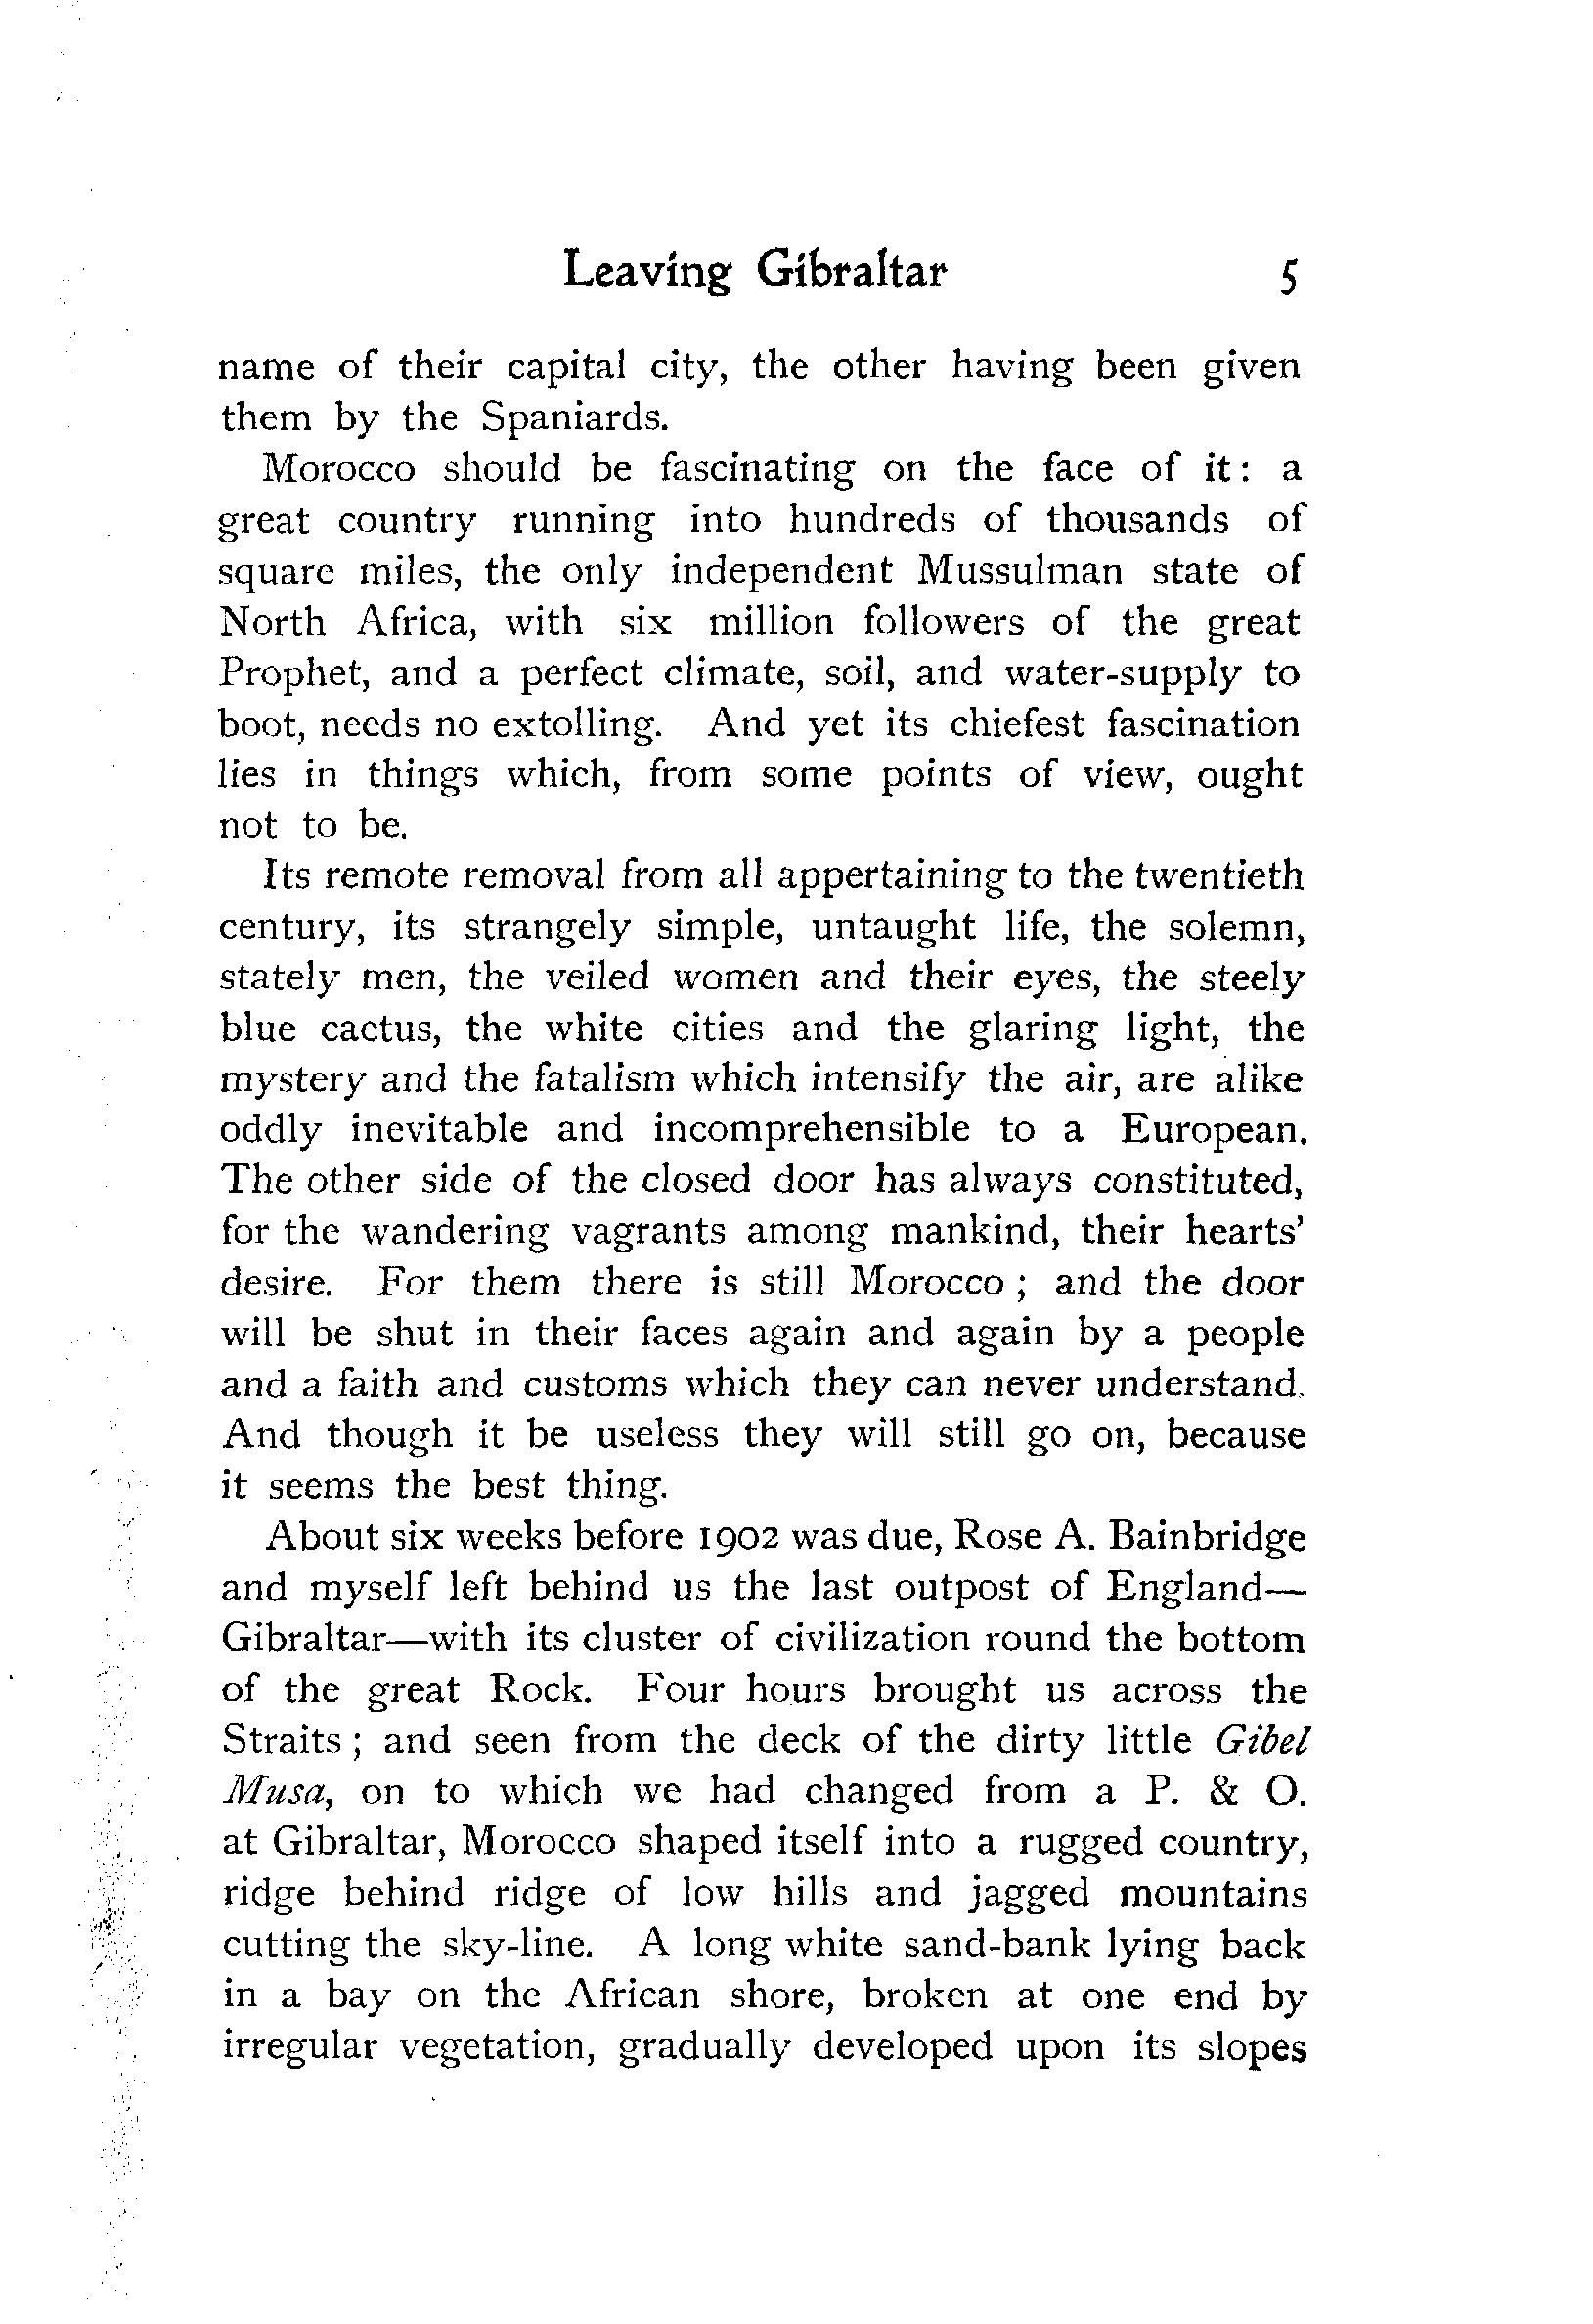 Leaving Gibraltar 5
name of their capital city, the other having been given
them by the Spaniards.
Morocco should be fascinating on the face of it: a
great country running into hundreds of thousands of
square miles, the only independent Mussulman state of
North Africa, with six million followers of the great
Prophet, and a perfect climate, soil, and water-supply to
boot, needs no extolling. And yet its chiefest fascination
lies in things which, from some points of view, ought
not to be.
Its remote removal from all appertaining to the twentieth
century, its strangely simple, untaught life, the solemn,
stately men, the veiled women and their eyes, the steely
blue cactus, the white cities and the glaring light, the
mystery and the fatalism which intensify the air, are alike
oddly inevitable and incomprehensible to a European.
The other side of the closed door has always constituted,
for the wandering vagrants among mankind, their hearts'
desire. For them there is still Morocco ; and the door
will be shut in their faces again and again by a people
and a faith and customs which they can never understand.
And though it be useless they will still go on, because
it seems the best thing.
About six weeks before 1902 was due, Rose A. Bainbridge
and myself left behind us the last outpost of England—
Gibraltar—with its cluster of civilization round the bottom
of the great Rock. Four hours brought us across the
Straits ; and seen from the deck of the dirty little Gibel
Musa, on to which we had changed from a P. & O.
at Gibraltar, Morocco shaped itself into a rugged country,
ridge behind ridge of low hills and jagged mountains
cutting the sky-line. A long white sand-bank lying back
in a bay on the African shore, broken at one end by
irregular vegetation, gradually developed upon its slopes